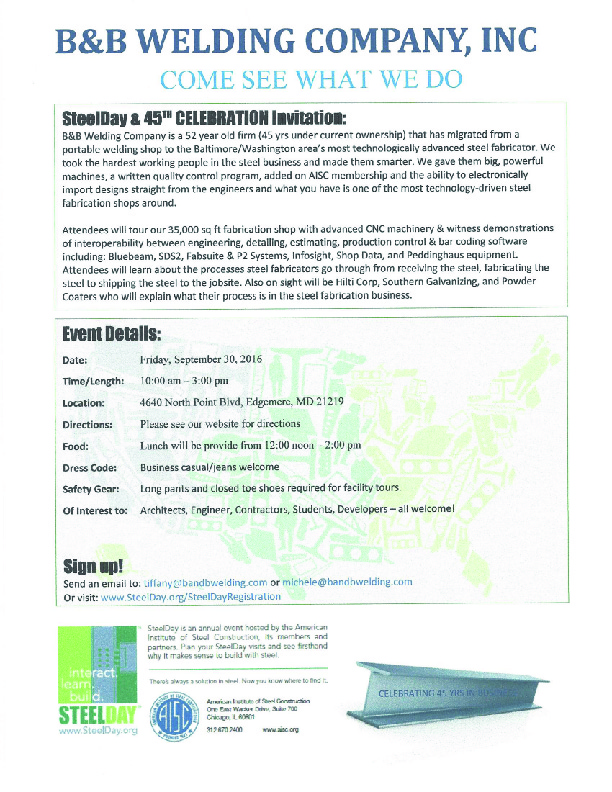 B&B WELDING COMPANY, INC
COME SEE WHAT WE DO
SteelDay & 45TH CELEBRATION Invitation:
B&B Welding Company is a 52 year old firm (45 yrs under current ownership) that has migrated from a
portable welding shop to the Baltimore/Washington area's most technologically advanced steel fabricator. We
took the hardest working people in the steel business and made them smarter. We gave them big, powerful
machines, a written quality control program, added on AISC membership and the ability to electronically
import designs straight from the engineers and what you have is one of the most technology-driven steel
fabrication shops around.
Attendees will tour our 35,000 sq ft fabrication shop with advanced CNC machinery & witness demonstrations
of interoperability between engineering, detailing, estimating, production control & bar coding software
including: Bluebeam, SDS2, Fabsuite & P2 Systems, Infosight, Shop Data, and Peddinghaus equipment.
Attendees will learn about the processes steel fabricators go through from receiving the steel, fabricating the
steel to shipping the steel to the jobsite. Also on sight will be Hilti Corp, Southern Galvanizing, and Powder
Coaters who will explain what their process is in the steel fabrication business.
Event Details:
Date: Friday, September 30, 2016
Time/Length: 10:00 am – 3:00 pm
Location: 4640 North Point Blvd, Edgemere, MD 21219
Directions: Please see our website for directions
Food: Lunch will be provide from 12:00 noon – 2:00 pm
Dress Code: Business casual/jeans welcome
Safety Gear: Long pants and closed toe shoes required for facility tours
Of Interest to: Architects, Engineer, Contractors, Students, Developers – all welcome!
Sign up!
Send an email to: tiffany@bandbwelding.com or michele@bandbwelding.com
Or visit: www.SteelDay.org/SteelDayRegistration
SteelDay is an annual event hosted by the American
Institute of Steel Construction, its members and
partners. Plan your SteelDay visits and see firsthand
why it makes sense to build with steel.
There's always a solution in steel. Now you know where to find it.
interact.
learn.
build.
STEELDAY
www.SteelDay.org
AISC
American Institute of Steel Construction
One East Wacker Drive, Suite 700
Chicago, IL 60601
312.670.2400 www.aisc.org
CELEBRATING 45 YRS IN